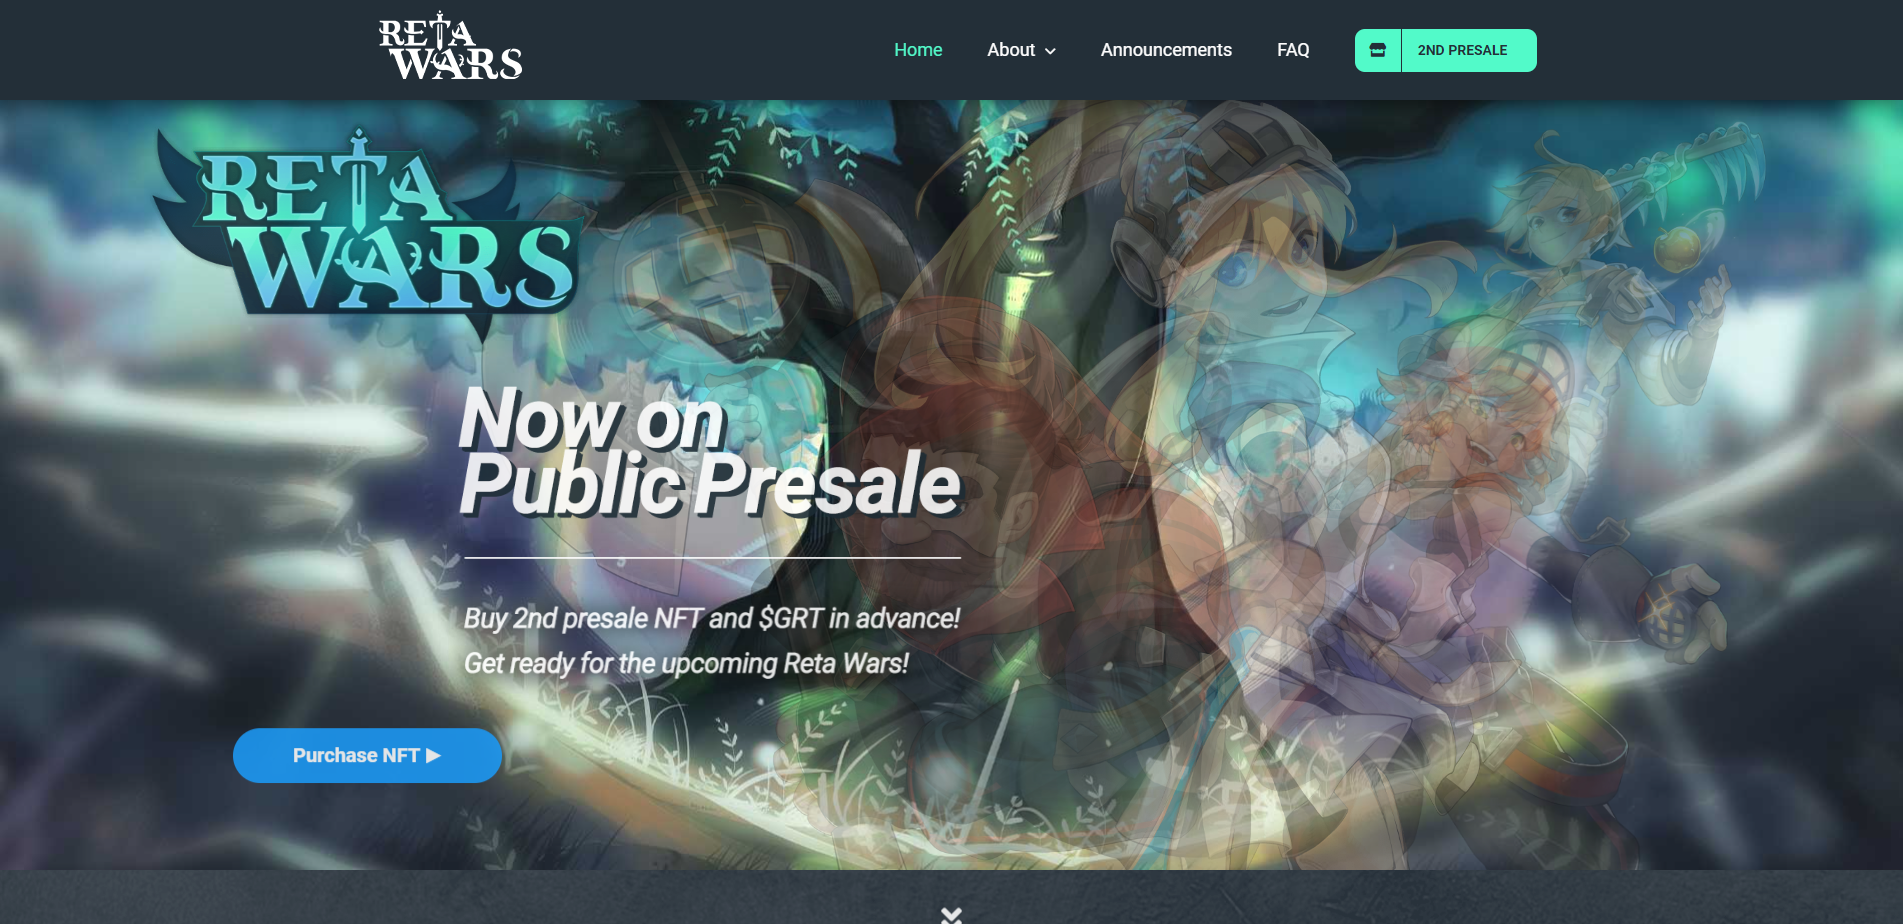 RETA
WARS
Home
About
Announcements
FAQ
2ND PRESALE
RETA
WARS
Now on
Public Presale
Buy 2nd presale NFT and $GRT in advance!
Get ready for the upcoming Reta Wars!
Purchase NFT ▶